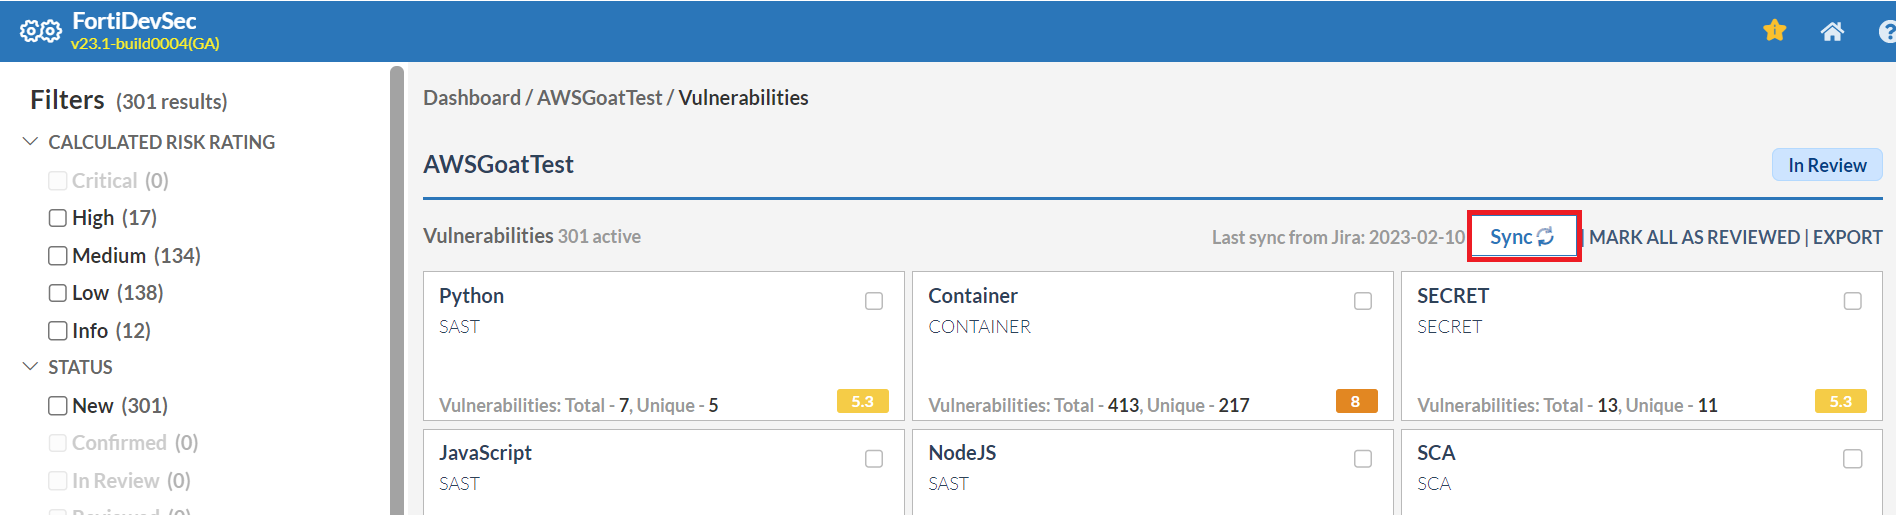 FortiDevSec
v23.1-build0004(GA)
Filters (301 results)
CALCULATED RISK RATING
Critical (0)
High (17)
Medium (134)
Low (138)
Info (12)
STATUS
New (301)
Confirmed (0)
In Review (0)
Reviewed (0)
Dashboard / AWSGoatTest / Vulnerabilities
AWSGoatTest
In Review
Vulnerabilities 301 active
Last sync from Jira: 2023-02-10 Sync | MARK ALL AS REVIEWED | EXPORT
Python
SAST
Vulnerabilities: Total - 7, Unique - 5
5.3
Container
CONTAINER
Vulnerabilities: Total - 413, Unique - 217
8
SECRET
SECRET
Vulnerabilities: Total - 13, Unique - 11
5.3
JavaScript
SAST
NodeJS
SAST
SCA
SCA